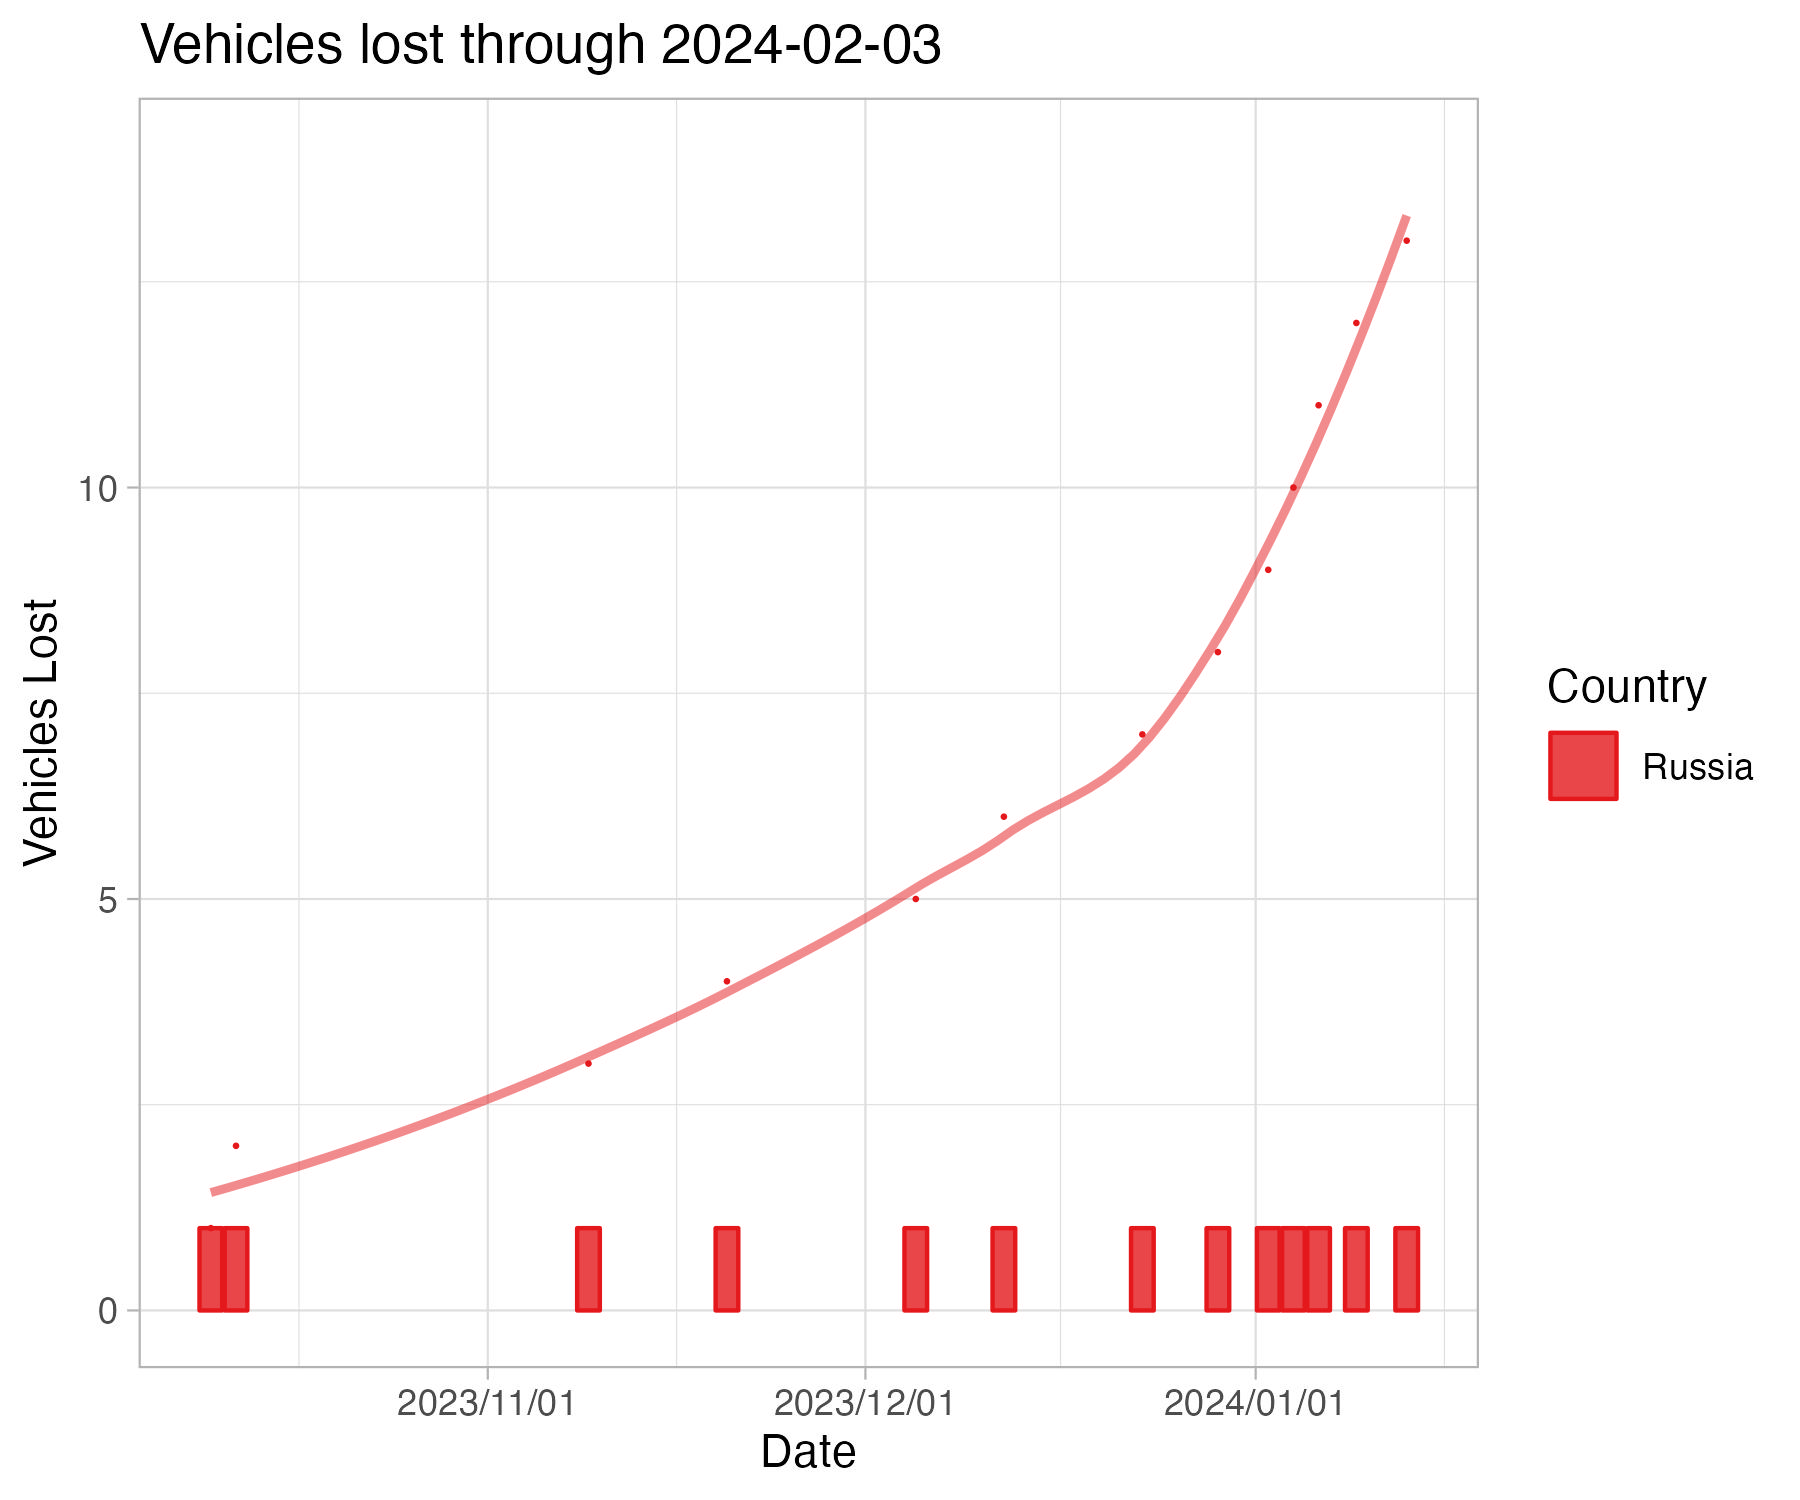 Vehicles lost through 2024-02-03
Vehicles Lost
10
5
0
2023/11/01
2023/12/01
2024/01/01
Date
Country
Russia